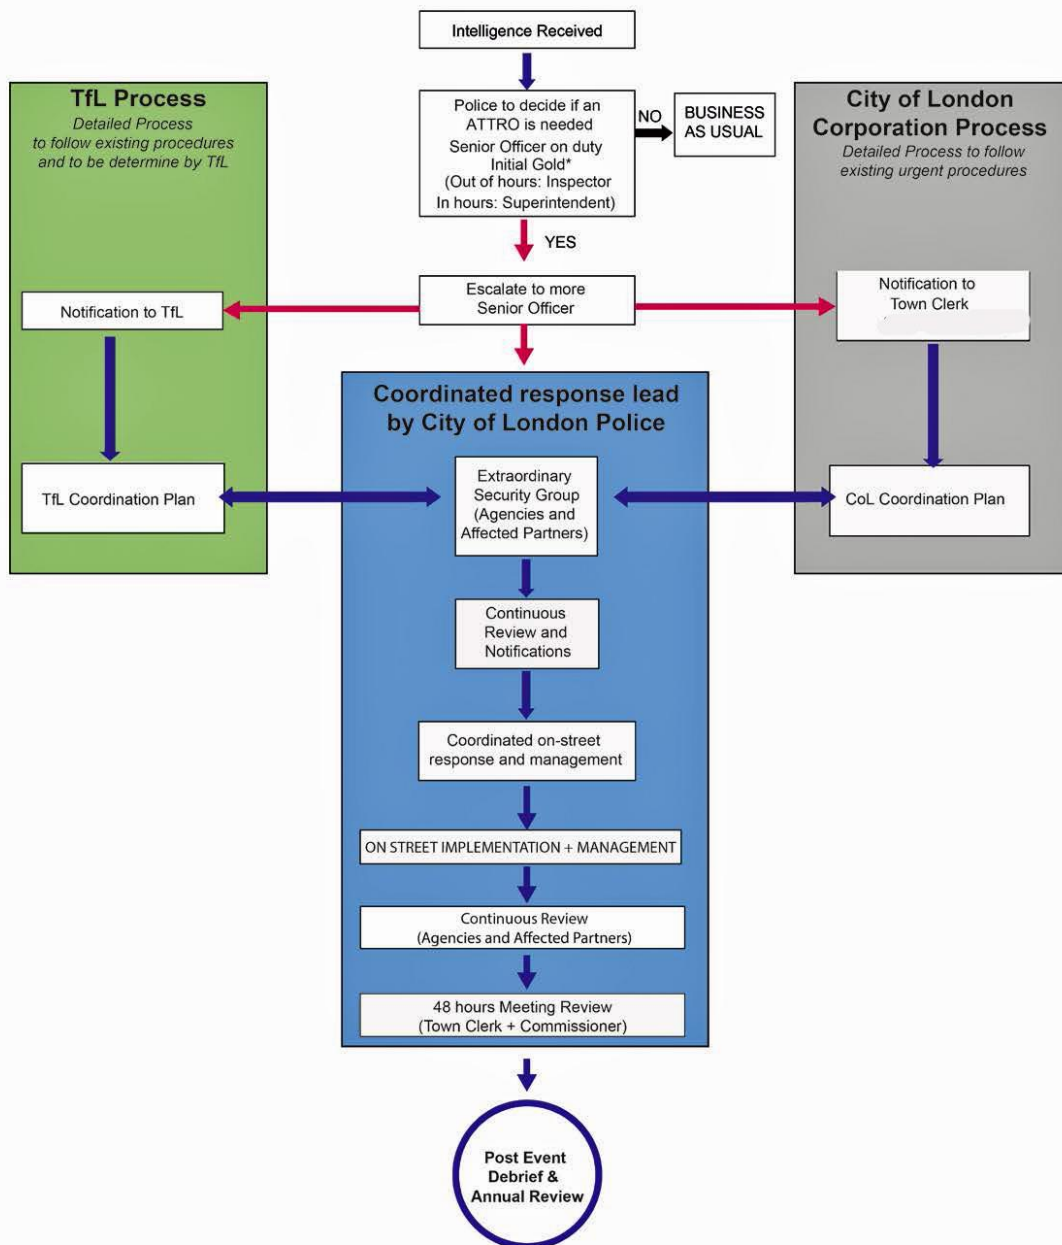 Intelligence Received
TfL Process
Detailed Process
to follow existing procedures
and to be determine by TfL
Police to decide if an
ATTRO is needed
Senior Officer on duty
Initial Gold*
(Out of hours: Inspector
In hours: Superintendent)
NO
BUSINESS
AS USUAL
City of London
Corporation Process
Detailed Process to follow
existing urgent procedures
YES
Escalate to more
Senior Officer
Notification to TfL
Notification to
Town Clerk
Coordinated response lead
by City of London Police
TfL Coordination Plan
Extraordinary
Security Group
(Agencies and
Affected Partners)
CoL Coordination Plan
Continuous
Review and
Notifications
Coordinated on-street
response and management
ON STREET IMPLEMENTATION + MANAGEMENT
Continuous Review
(Agencies and Affected Partners)
48 hours Meeting Review
(Town Clerk + Commissioner)
Post Event
Debrief &
Annual Review